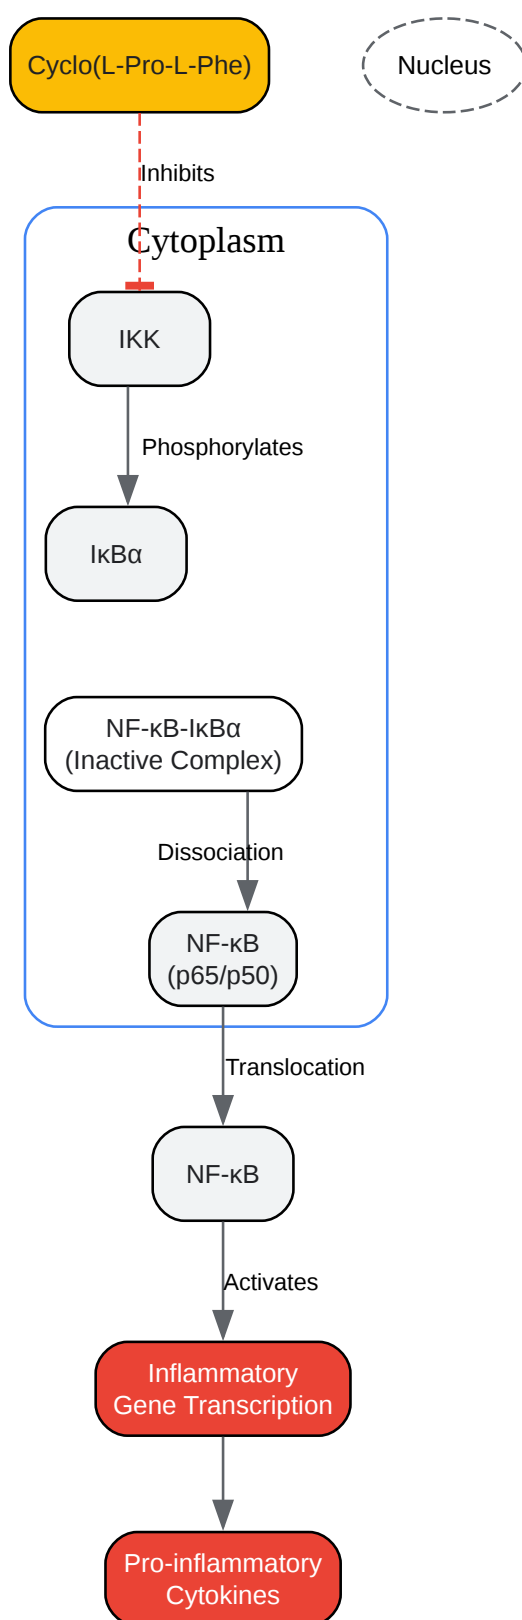 Cyclo(L-Pro-L-Phe)
Nucleus
Inhibits
Cytoplasm
IKK
Phosphorylates
IκBα
NF-κB-IκBα
(Inactive Complex)
Dissociation
NF-κB
(p65/p50)
Translocation
NF-κB
Activates
Inflammatory
Gene Transcription
Pro-inflammatory
Cytokines